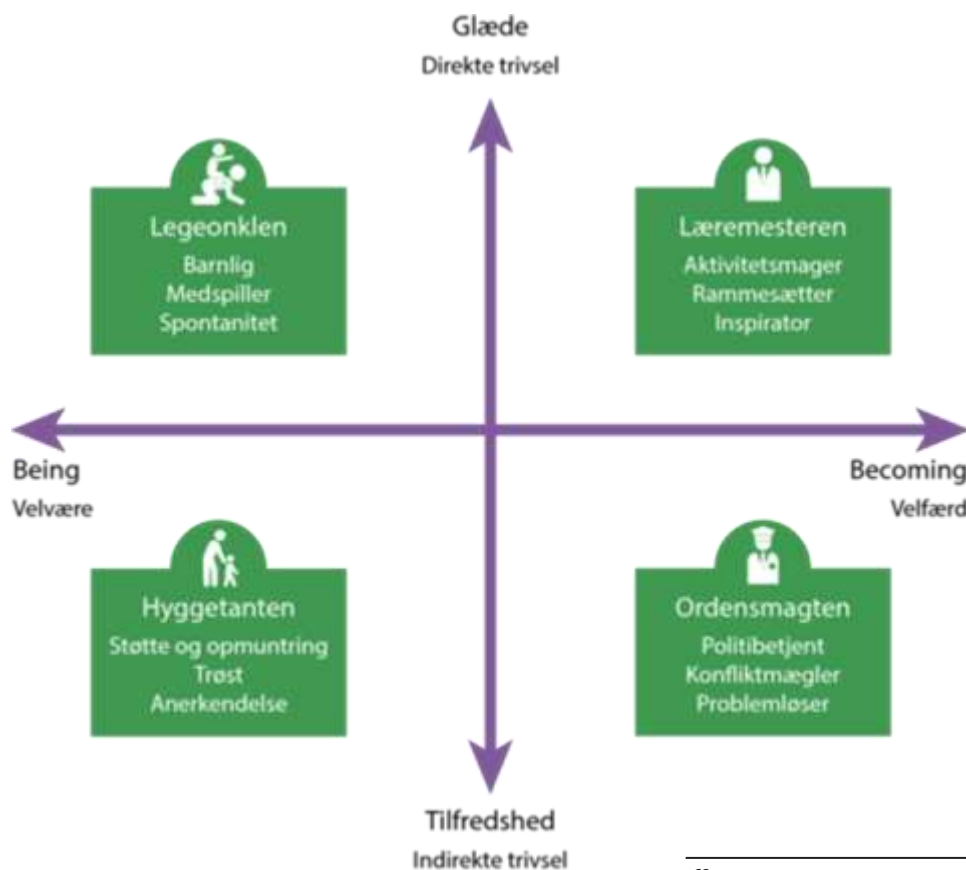 Glæde
Direkte trivsel
Legeonklen
Barnlig
Medspiller
Spontanitet
Læremesteren
Aktivitetsmager
Rammesætter
Inspirator
Being
Velvære
Becoming
Velfærd
Hyggetanten
Støtte og opmuntring
Trøst
Anerkendelse
Ordensmagten
Politibetjent
Konfliktmægler
Problemløser
Tilfredshed
Indirekte trivsel